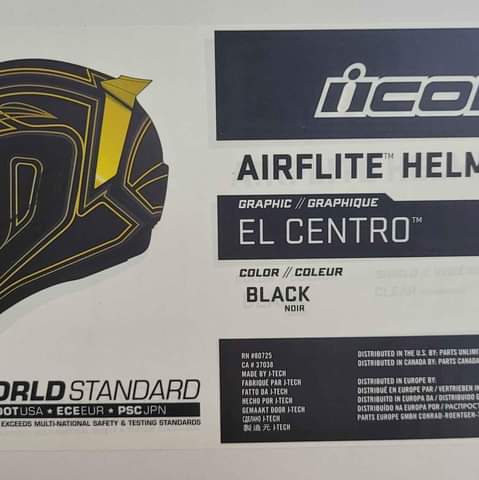 iicon
AIRFLITE™ HELM
GRAPHIC // GRAPHIQUE
EL CENTRO™
COLOR // COULEUR
BLACK
NOIR
ORLD STANDARD
DOT USA ★ ECE EUR ★ PSC JPN
EXCEEDS MULTI-NATIONAL SAFETY & TESTING STANDARDS
RN #80725
CA # 37038
MADE BY J-TECH
FABRIQUÉ PAR J-TECH
FATTO DA J-TECH
HECHO POR J-TECH
GEMAAKT DOOR J-TECH
СДЕЛАНО J-TECH
製造元 J-TECH
DISTRIBUTED IN THE U.S. BY: PARTS UNLIMI
DISTRIBUTED IN CANADA BY: PARTS CANADA
DISTRIBUTED IN EUROPE BY:
DISTRIBUÉ EN EUROPE PAR / VERTRIEBEN IN
DISTRIBUITO IN EUROPA DA / DISTRIBUIDO
DISTRIBUÍDO NA EUROPA POR / РАСПРОСТ
PARTS EUROPE GMBH CONRAD-ROENTGEN-